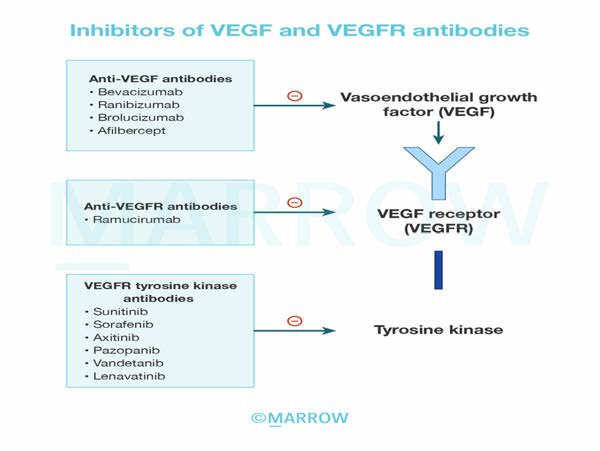 Inhibitors of VEGF and VEGFR antibodies
Anti-VEGF antibodies
• Bevacizumab
• Ranibizumab
• Brolucizumab
• Afilbercept
Vasoendothelial growth
factor (VEGF)
Anti-VEGFR antibodies
• Ramucirumab
VEGF receptor
(VEGFR)
VEGFR tyrosine kinase
antibodies
• Sunitinib
• Sorafenib
• Axitinib
• Pazopanib
• Vandetanib
• Lenavatinib
Tyrosine kinase
MARROW
©MARROW